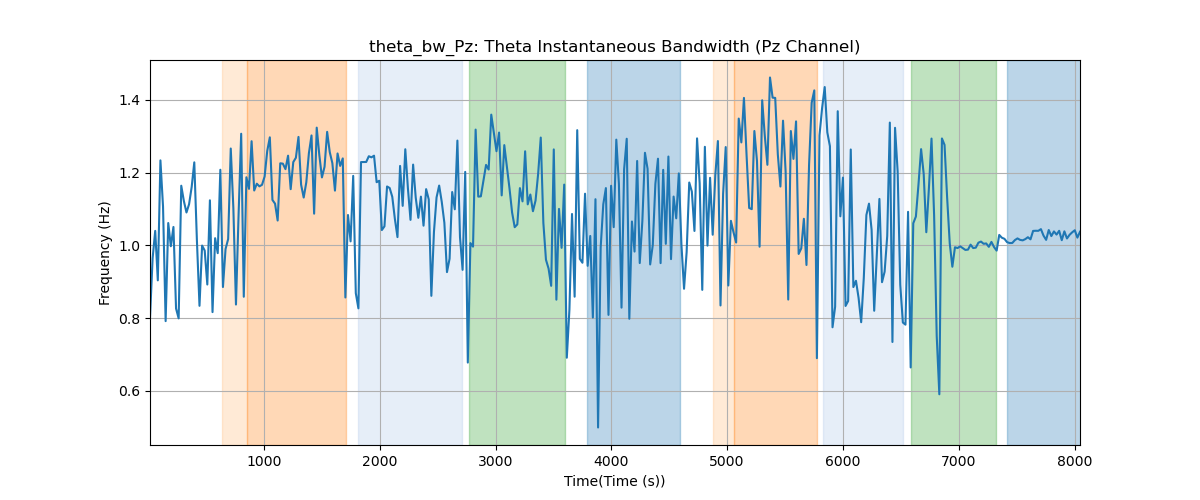 theta_bw_Pz: Theta Instantaneous Bandwidth (Pz Channel)
Frequency (Hz)
1.4
1.2
1.0
0.8
0.6
1000 2000 3000 4000 5000 6000 7000 8000
Time(Time (s))